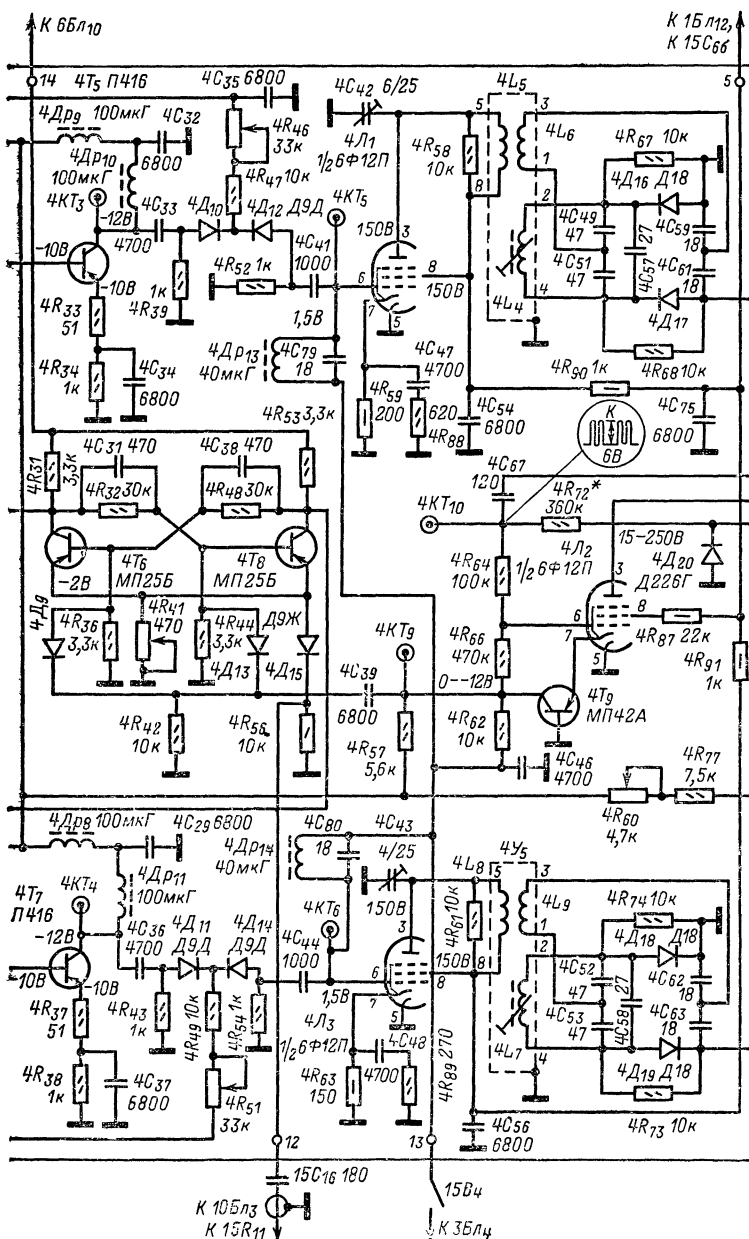 К 6Бл10
К 1Бл12,
К 15С66
14
4Т5 П416
4С35 6800
4С42 6/25
4L5
5
4Др9 100мкГ
4С32
6800
4R46
33к
4Л1
1/2 6Ф12П
4R58
10к
5
3
4L6
4R67 10к
4Др10
100мкГ
4R47 10к
1
4Д16 Д18
4КТ3
-12В
4С33
4700
4Д10
4Д12 Д9Д
4КТ5
8
2
4С49
47
4С59
18
-10В
4С41
1000
150В
3
27
4R52 1к
6
8
150В
7
5
4С51
47
4С57
4С61
18
-10В
1к
4R39
1,5В
4L4
4
4Д17
4R33
51
4Др13
40мкГ
4С79
18
4С47
4700
4R90 1к
4R68 10к
4R34
1к
4С34
6800
4R59
200
620
4R88
4С54
6800
К
6В
4С75
6800
4R53 3,3к
4R31
3,3к
4С31 470
4С38 470
4С67
120
4R32 30к
4R48 30к
4КТ10
4R72*
360к
4Т6
МП25Б
4Т8
МП25Б
4R64
100к
4Л2
1/2 6Ф12П
15-250В
4Д20
Д226Г
-2В
3
4Д9
4R36
3,3к
4R41
470
4R44
3,3к
Д9Ж
4КТ9
4R66
470к
6
8
7
5
4R87
22к
4Д13
4Д15
4С39
6800
0--12В
4Т9
МП42А
4R91
1к
4R42
10к
4R56
10к
4R57
5,6к
4R62
10к
4С46
4700
4R77
7,5к
4R60
4,7к
4Др8 100мкГ
4С29 6800
4Др14
40мкГ
4С80
18
4С43
4/25
4L8
4У5
4Т7
П416
4КТ4
4Др11
100мкГ
5
3
4R74 10к
4L9
-12В
4С36
4700
4Д11
Д9Д
4Д14
Д9Д
4КТ6
150В
3
4R61 10к
1
4Д18 Д18
4С44
1000
150В
8
2
4С52
47
27
4С62
18
-10В
-10В
6
8
1,5В
7
5
4С53
47
4С58
4С63
18
4R37
51
4R43
1к
4R49 10к
4R54 1к
4Л3
1/2 6Ф12П
4С48
4700
4R89 270
4L7
4
4Д19 Д18
4R38
1к
4С37
6800
4R51
33к
4R63
150
4R73 10к
12
13
4С56
6800
15С16 180
15В4
К 10Бл3
К 15R11
К 3Бл4